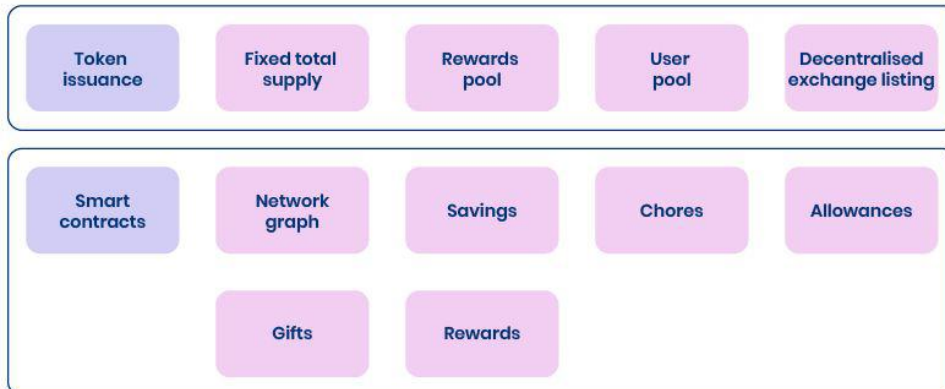 Token
issuance
Fixed total
supply
Rewards
pool
User
pool
Decentralised
exchange listing
Smart
contracts
Network
graph
Savings
Chores
Allowances
Gifts
Rewards